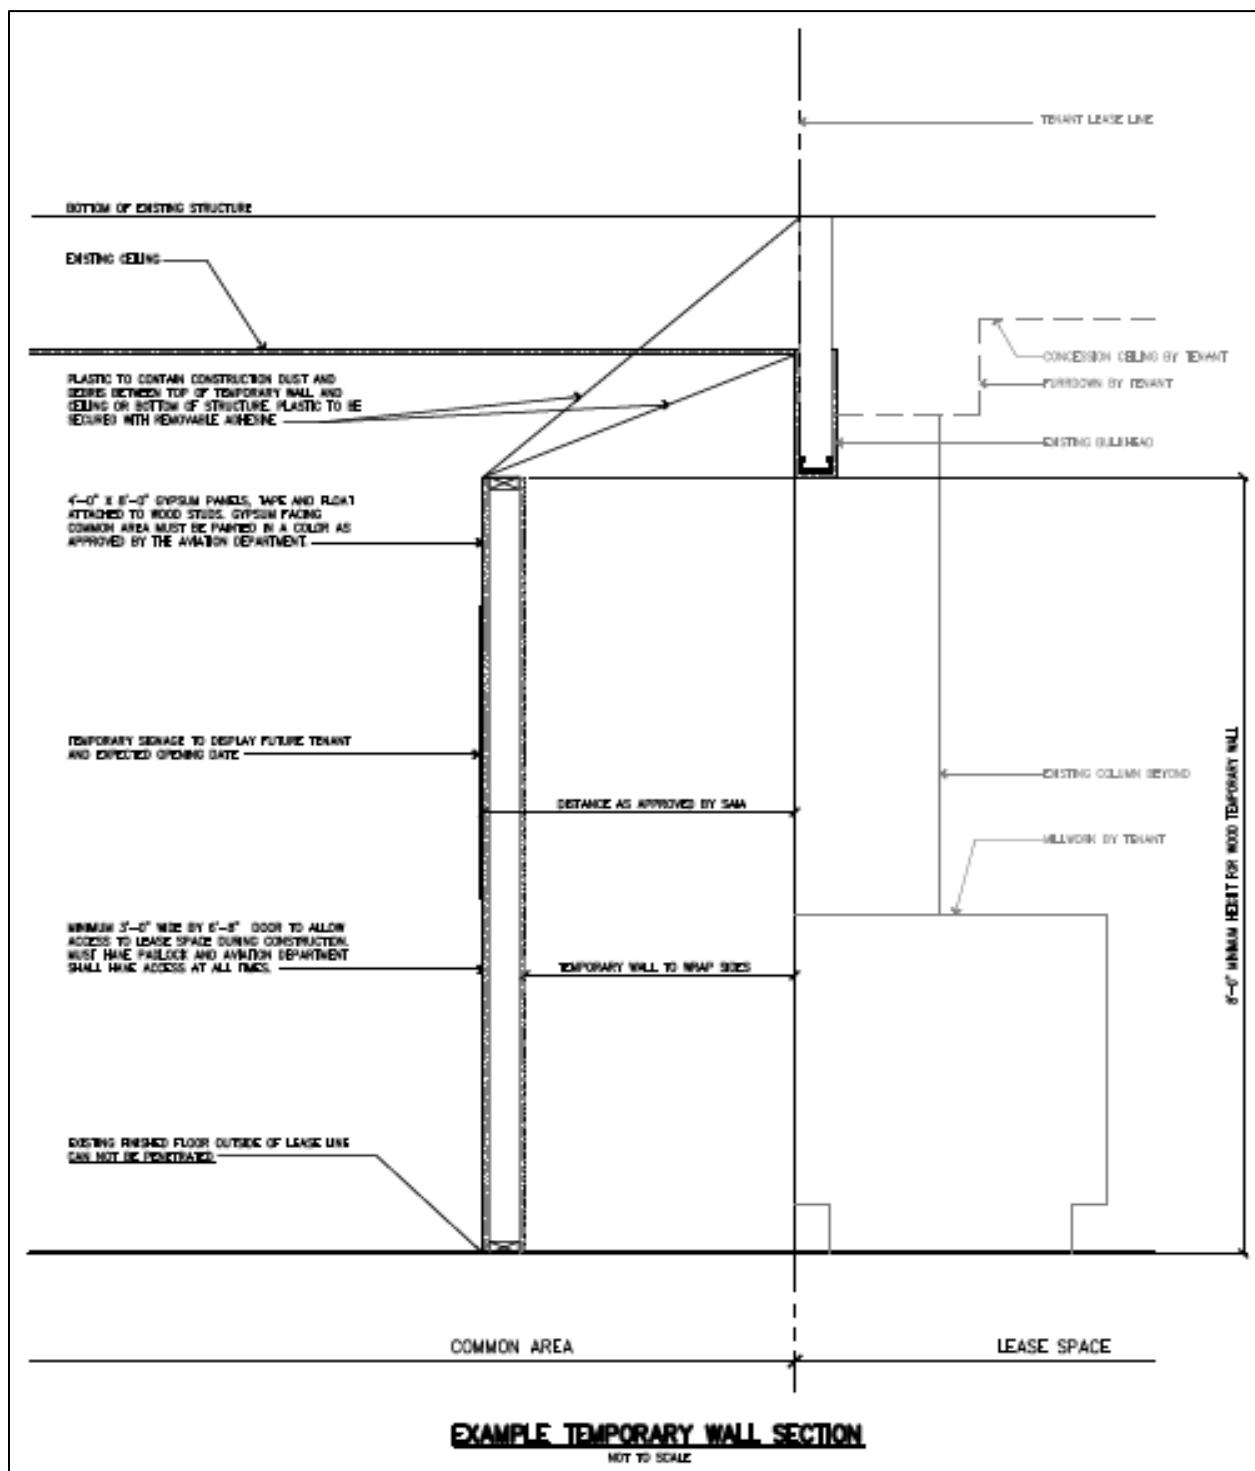 TENANT LEASE LINE
BOTTOM OF EXISTING STRUCTURE
EXISTING CEILING
CONCESSION CEILING BY TENANT
FURRDOWN BY TENANT
EXISTING BULKHEAD
PLASTIC TO CONTAIN CONSTRUCTION DUST AND
DEBRIS BETWEEN TOP OF TEMPORARY WALL AND
CEILING OR BOTTOM OF STRUCTURE. PLASTIC TO BE
SECURED WITH REMOVABLE ADHESIVE
4'-0" X 8'-0" GYPSUM PANELS, TAPE AND FLOAT
ATTACHED TO WOOD STUDS. GYPSUM FACING
COMMON AREA MUST BE PAINTED IN A COLOR AS
APPROVED BY THE AVIATION DEPARTMENT.
TEMPORARY SIGNAGE TO DISPLAY FUTURE TENANT
AND EXPECTED OPENING DATE
EXISTING COLUMN BEYOND
DISTANCE AS APPROVED BY SAIA
MILLWORK BY TENANT
8'-0" MINIMUM HEIGHT FOR WOOD TEMPORARY WALL
MINIMUM 3'-0" WIDE BY 6'-8" DOOR TO ALLOW
ACCESS TO LEASE SPACE DURING CONSTRUCTION.
MUST HAVE PADLOCK AND AVIATION DEPARTMENT
SHALL HAVE ACCESS AT ALL TIMES.
TEMPORARY WALL TO WRAP SIDES
EXISTING FINISHED FLOOR OUTSIDE OF LEASE LINE
CAN NOT BE PENETRATED
COMMON AREA
LEASE SPACE
EXAMPLE TEMPORARY WALL SECTION
NOT TO SCALE